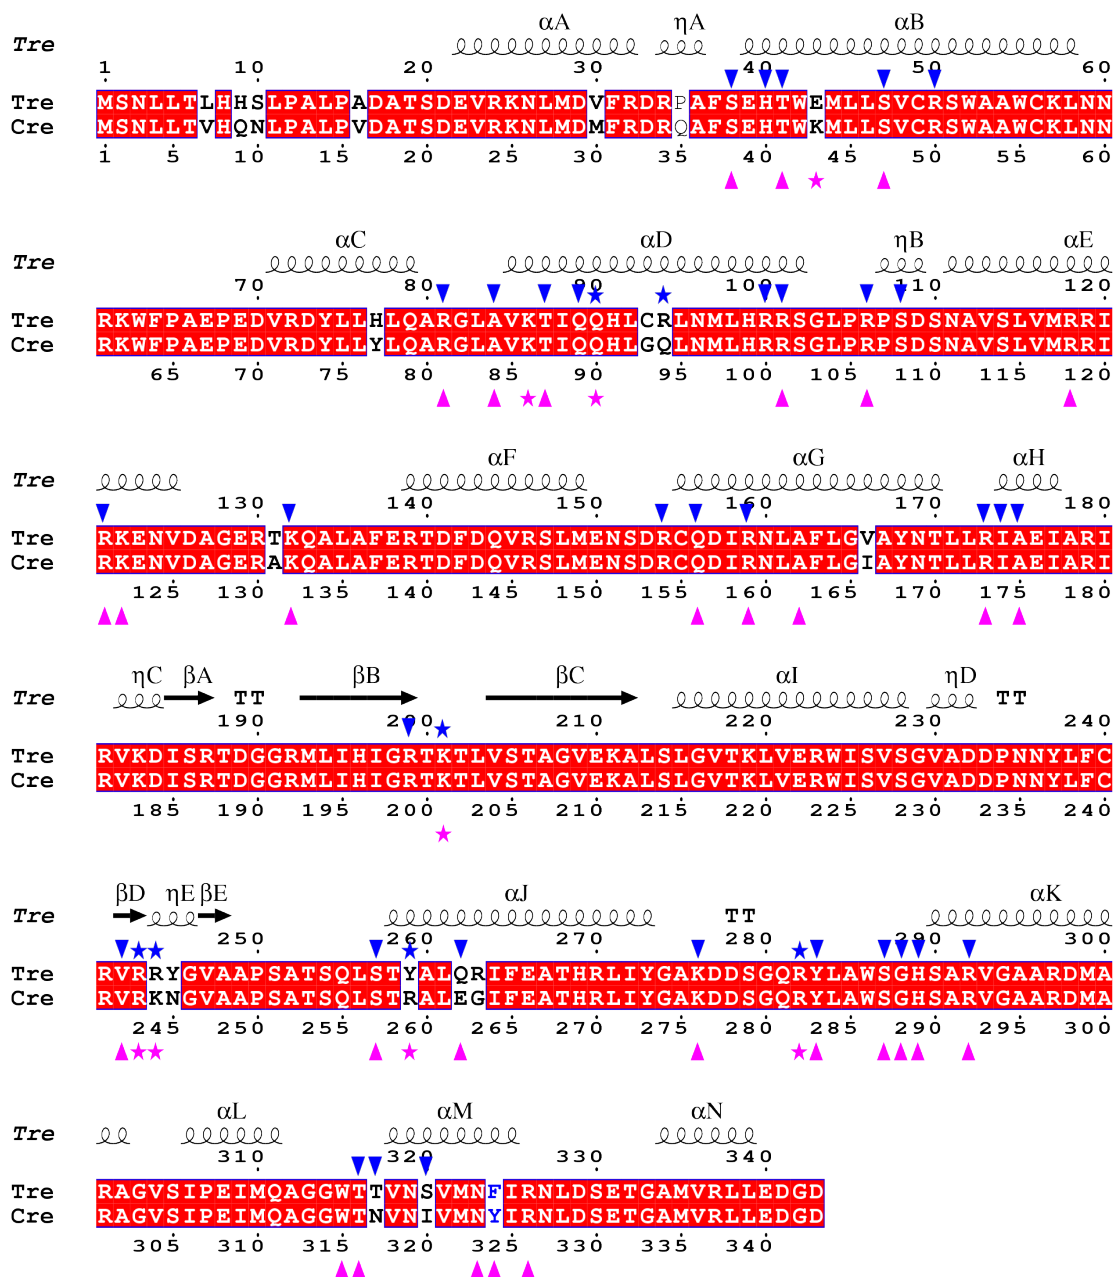 αA ηA αB
Tre
1 10 20 30 40 50 60
Tre MSNLLTLHHSLPALPADATSDEVRKNLMDVFRDRPAFSEHTWEMLLSVCRSWAAWCKLNN
Cre MSNLLTVHQNLPALPVDATSDEVRKNLMDMFRDRQAFSEHTWKMLLSVCRSWAAWCKLNN
1 5 10 15 20 25 30 35 40 45 50 55 60
αC αD ηB αE
Tre
70 80 90 100 110 120
Tre RKWFPAEPEDVRDYLLHLQARGLAVKTIQQHLCRLNMLHRRSGLPRPSDSNAVSLVMRRI
Cre RKWFPAEPEDVRDYLLYLQARGLAVKTIQQHLGQLNMLHRRSGLPRPSDSNAVSLVMRRI
65 70 75 80 85 90 95 100 105 110 115 120
αF αG αH
Tre
130 140 150 160 170 180
Tre RKENVDAGERTKQALAFERTDFDQVRSLMENSDRCQDIRNLAFLGVAYNTLLRIAEIARI
Cre RKENVDAGERAKQALAFERTDFDQVRSLMENSDRCQDIRNLAFLGIAYNTLLRIAEIARI
125 130 135 140 145 150 155 160 165 170 175 180
ηC βA βB βC αI ηD
Tre TT TT
190 200 210 220 230 240
Tre RVKDISRTDGGRMLIHIGRTKTLVSTAGVEKALSLGVTKLVERWISVSGVADDPNNYLFC
Cre RVKDISRTDGGRMLIHIGRTKTLVSTAGVEKALSLGVTKLVERWISVSGVADDPNNYLFC
185 190 195 200 205 210 215 220 225 230 235 240
βD ηE βE αJ αK
Tre TT
250 260 270 280 290 300
Tre RVRRYGVAAPSATSQLSTYALQRIFEATHRLIYGAKDDSGQRYLAWSGHSARVGAARDMA
Cre RVRKNGVAAPSATSQLSTRALEGIFEATHRLIYGAKDDSGQRYLAWSGHSARVGAARDMA
245 250 255 260 265 270 275 280 285 290 295 300
αL αM αN
Tre
310 320 330 340
Tre RAGVSIPEIMQAGGWTTVNSVMNFIRNLDSETGAMVRLLEDGD
Cre RAGVSIPEIMQAGGWTNVNIVMNYIRNLDSETGAMVRLLEDGD
305 310 315 320 325 330 335 340